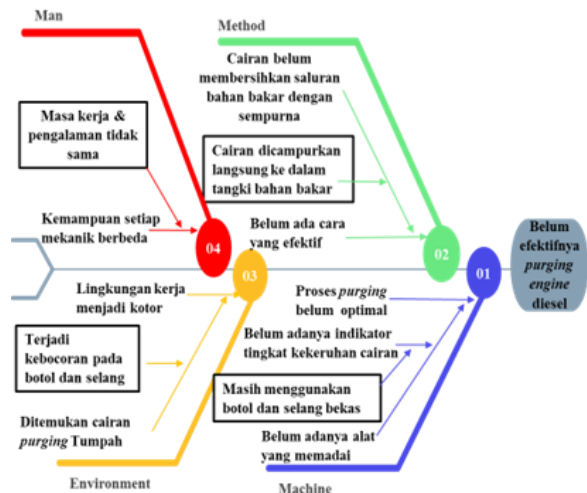 Man
Method
Cairan belum
membersihkan saluran
bahan bakar dengan
sempurna
Masa kerja &
pengalaman tidak
sama
Cairan dicampurkan
langsung ke dalam
tangki bahan bakar
Kemampuan setiap
mekanik berbeda
Belum ada cara
yang efektif
04
02
03
01
Belum
efektifnya
purging
engine
diesel
Lingkungan kerja
menjadi kotor
Proses purging
belum optimal
Terjadi
kebocoran pada
botol dan selang
Belum adanya indikator
tingkat kekeruhan cairan
Masih menggunakan
botol dan selang bekas
Ditemukan cairan
purging Tumpah
Belum adanya alat
yang memadai
Environment
Machine